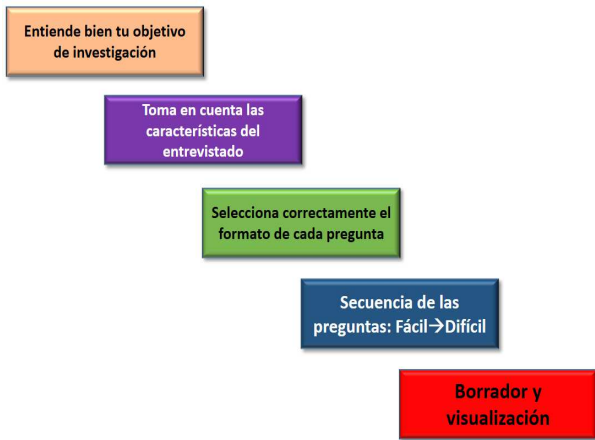 Entiende bien tu objetivo
de investigación
Toma en cuenta las
características del
entrevistado
Selecciona correctamente el
formato de cada pregunta
Secuencia de las
preguntas: Fácil→Difícil
Borrador y
visualización